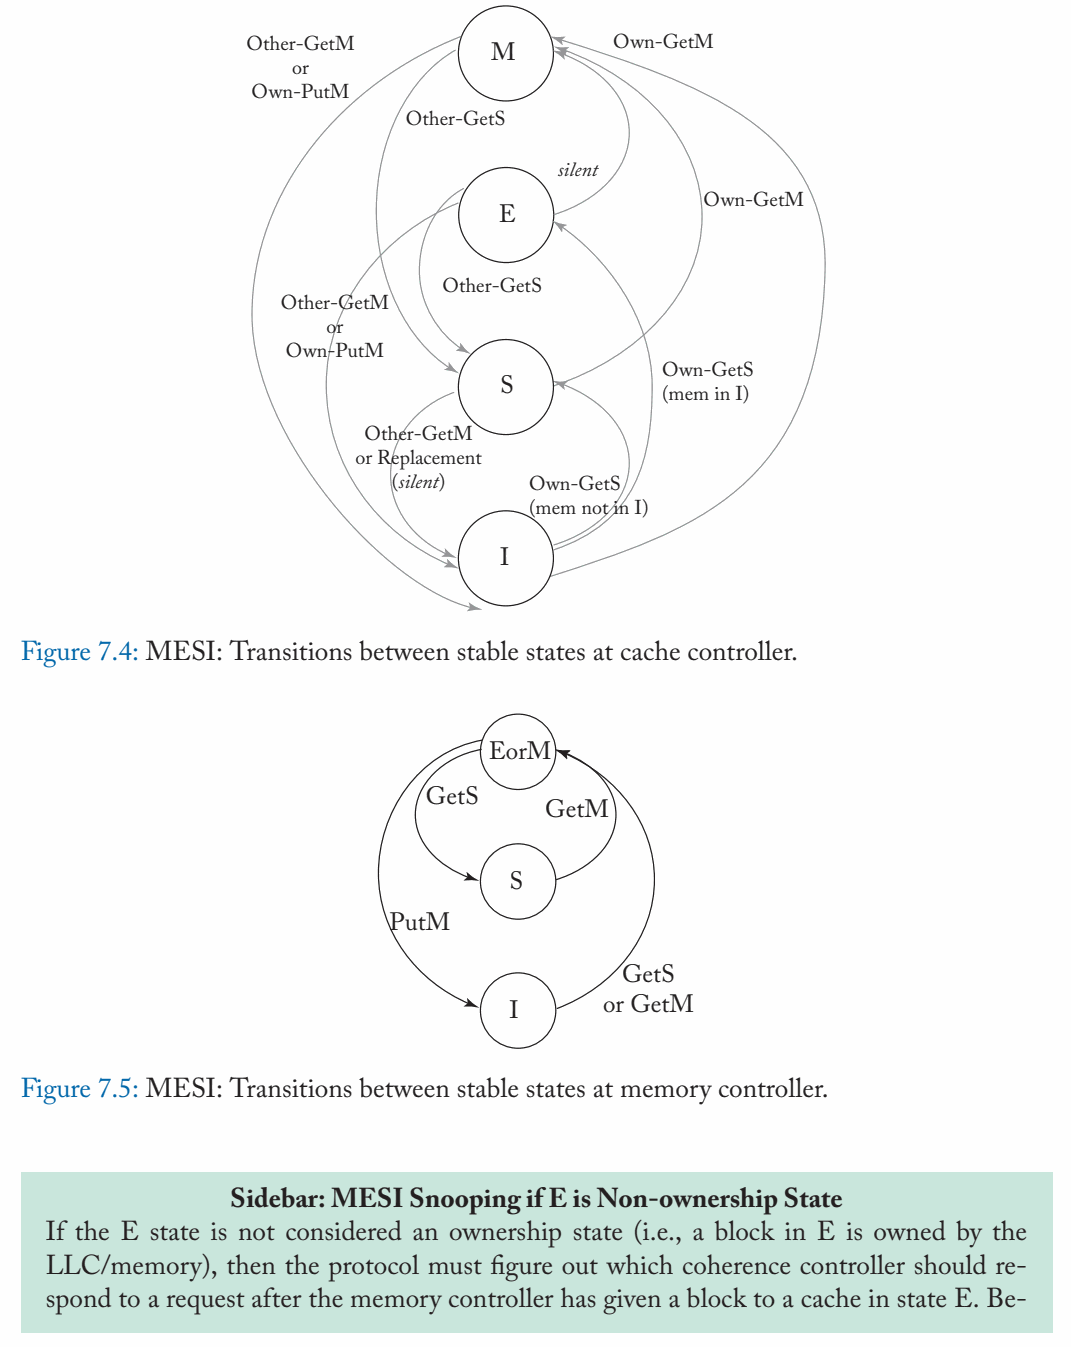 Other-GetM
or
Own-PutM
M
Own-GetM
Other-GetS
silent
E
Own-GetM
Other-GetS
Other-GetM
or
Own-PutM
S
Own-GetS
(mem in I)
Other-GetM
or Replacement
(silent)
Own-GetS
(mem not in I)
I
Figure 7.4: MESI: Transitions between stable states at cache controller.
EorM
GetS
GetM
S
PutM
GetS
or GetM
I
Figure 7.5: MESI: Transitions between stable states at memory controller.
Sidebar: MESI Snooping if E is Non-ownership State
If the E state is not considered an ownership state (i.e., a block in E is owned by the
LLC/memory), then the protocol must figure out which coherence controller should re-
spond to a request after the memory controller has given a block to a cache in state E. Be-